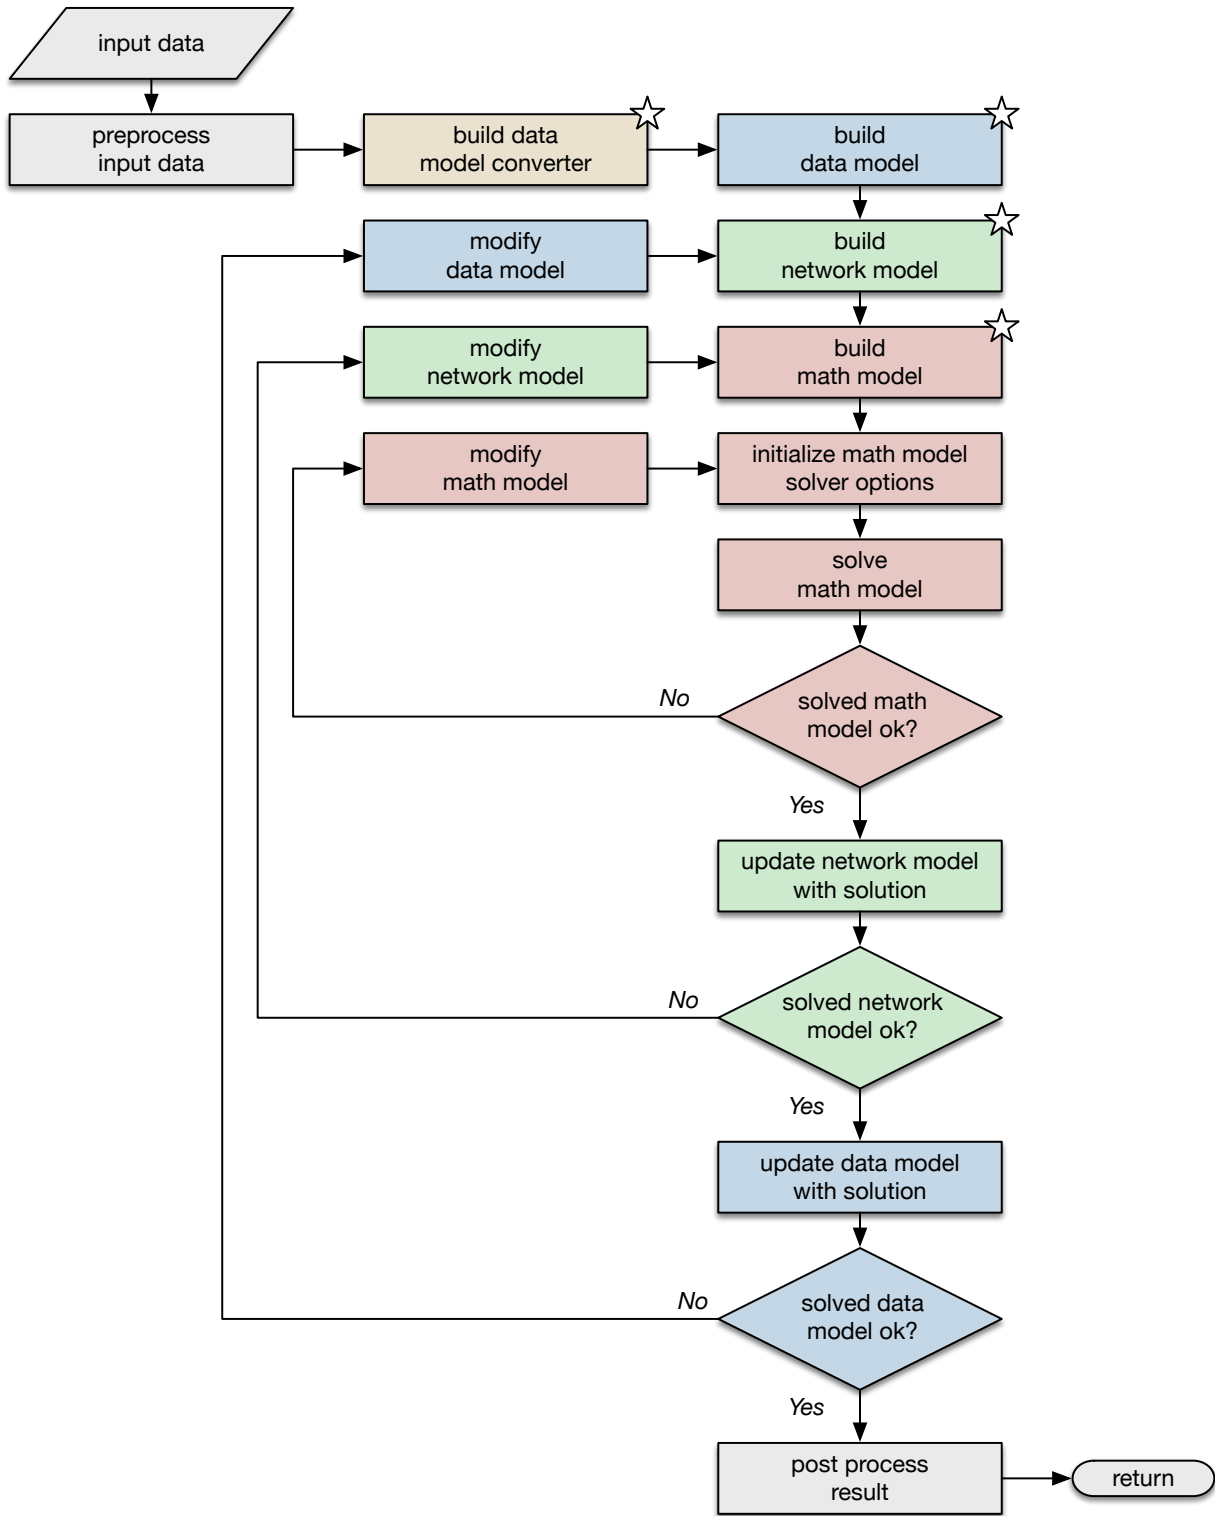 input data
preprocess
input data
build data
model converter
build
data model
modify
data model
build
network model
modify
network model
build
math model
modify
math model
initialize math model
solver options
solve
math model
No
solved math
model ok?
Yes
update network model
with solution
No
solved network
model ok?
Yes
update data model
with solution
No
solved data
model ok?
Yes
post process
result
return